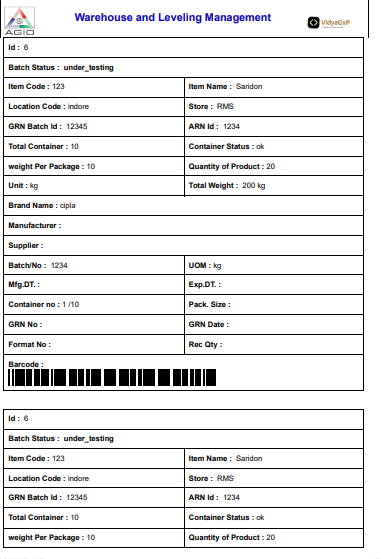 Warehouse and Leveling Management
AGIO
VidyaGxP
Id : 6
Batch Status : under_testing
Item Code : 123 Item Name : Saridon
Location Code : indore Store : RMS
GRN Batch Id : 12345 ARN Id : 1234
Total Container : 10 Container Status : ok
weight Per Package : 10 Quantity of Product : 20
Unit : kg Total Weight : 200 kg
Brand Name : cipla
Manufacturer :
Supplier :
Batch/No : 1234 UOM : kg
Mfg.DT. : Exp.DT. :
Container no : 1 /10 Pack. Size :
GRN No : GRN Date :
Format No : Rec Qty :
Barcode :
Id : 6
Batch Status : under_testing
Item Code : 123 Item Name : Saridon
Location Code : indore Store : RMS
GRN Batch Id : 12345 ARN Id : 1234
Total Container : 10 Container Status : ok
weight Per Package : 10 Quantity of Product : 20